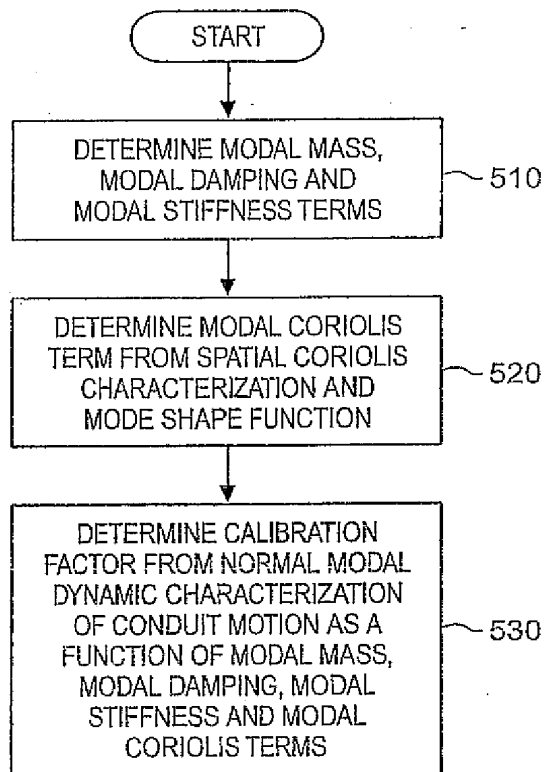 START
DETERMINE MODAL MASS,
MODAL DAMPING AND
MODAL STIFFNESS TERMS
510
DETERMINE MODAL CORIOLIS
TERM FROM SPATIAL CORIOLIS
CHARACTERIZATION AND
MODE SHAPE FUNCTION
520
DETERMINE CALIBRATION
FACTOR FROM NORMAL MODAL
DYNAMIC CHARACTERIZATION
OF CONDUIT MOTION AS A
FUNCTION OF MODAL MASS,
MODAL DAMPING, MODAL
STIFFNESS AND MODAL
CORIOLIS TERMS
530